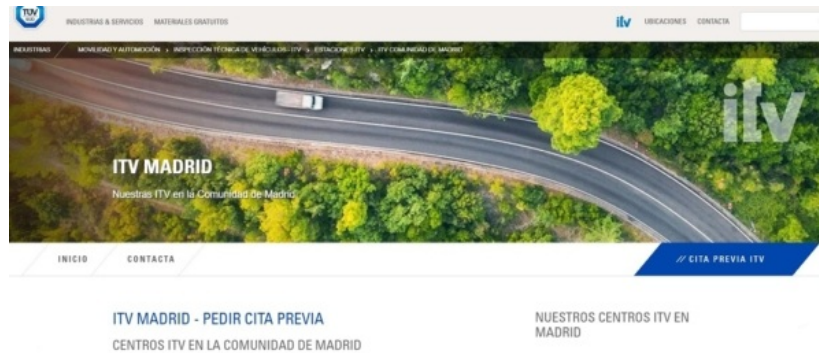 TÜV
INDUSTRIAS & SERVICIOS MATERIALES GRATUITOS
itv UBICACIONES CONTACTA
INDUSTRIAS MOVILIDAD Y AUTOMOCIÓN › INSPECCIÓN TÉCNICA DE VEHÍCULOS - ITV › ESTACIONES ITV › ITV COMUNIDAD DE MADRID
itv
ITV MADRID
Nuestras ITV en la Comunidad de Madrid
INICIO CONTACTA // CITA PREVIA ITV
ITV MADRID - PEDIR CITA PREVIA
CENTROS ITV EN LA COMUNIDAD DE MADRID
NUESTROS CENTROS ITV EN
MADRID